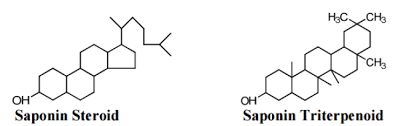 H₃C CH₃
CH₃
OH OH
Saponin Steroid Saponin Triterpenoid